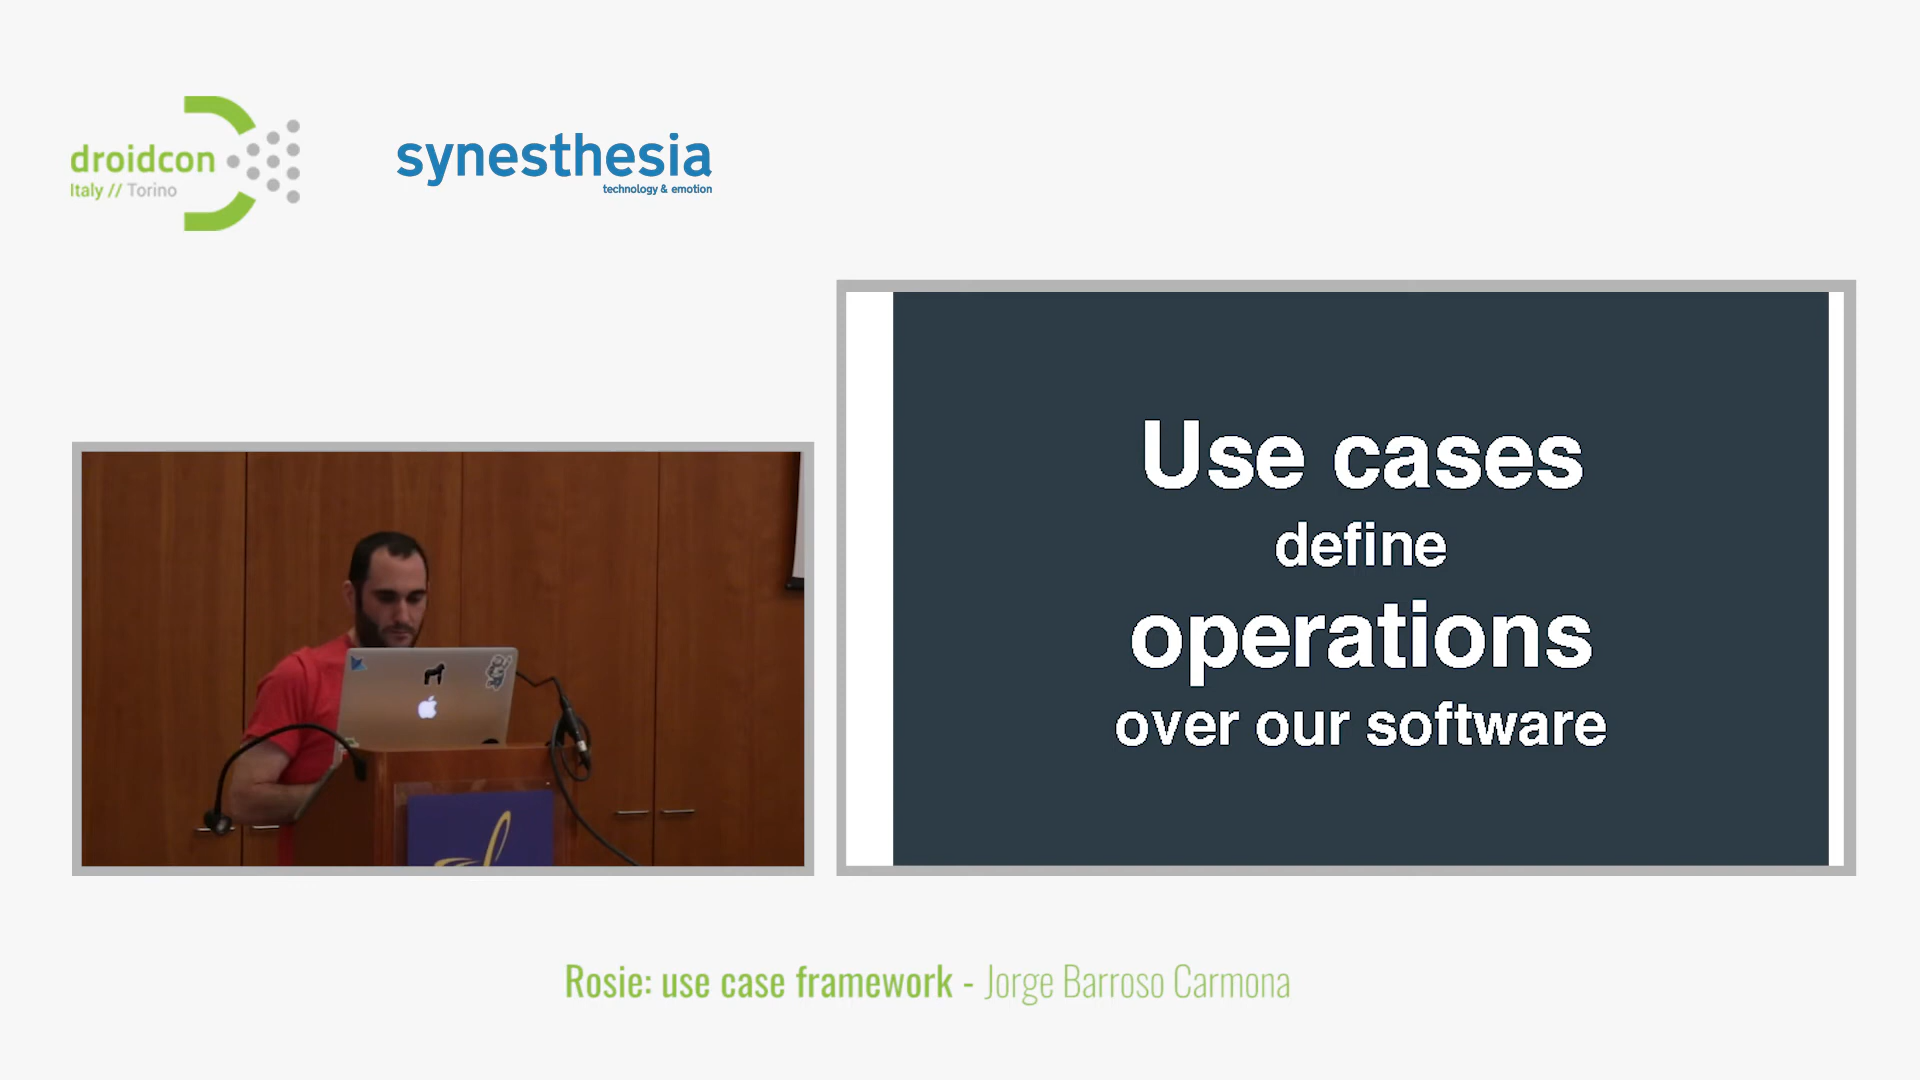 droidcon
Italy // Torino
synesthesia
technology & emotion
Use cases
define
operations
over our software
Rosie: use case framework - Jorge Barroso Carmona